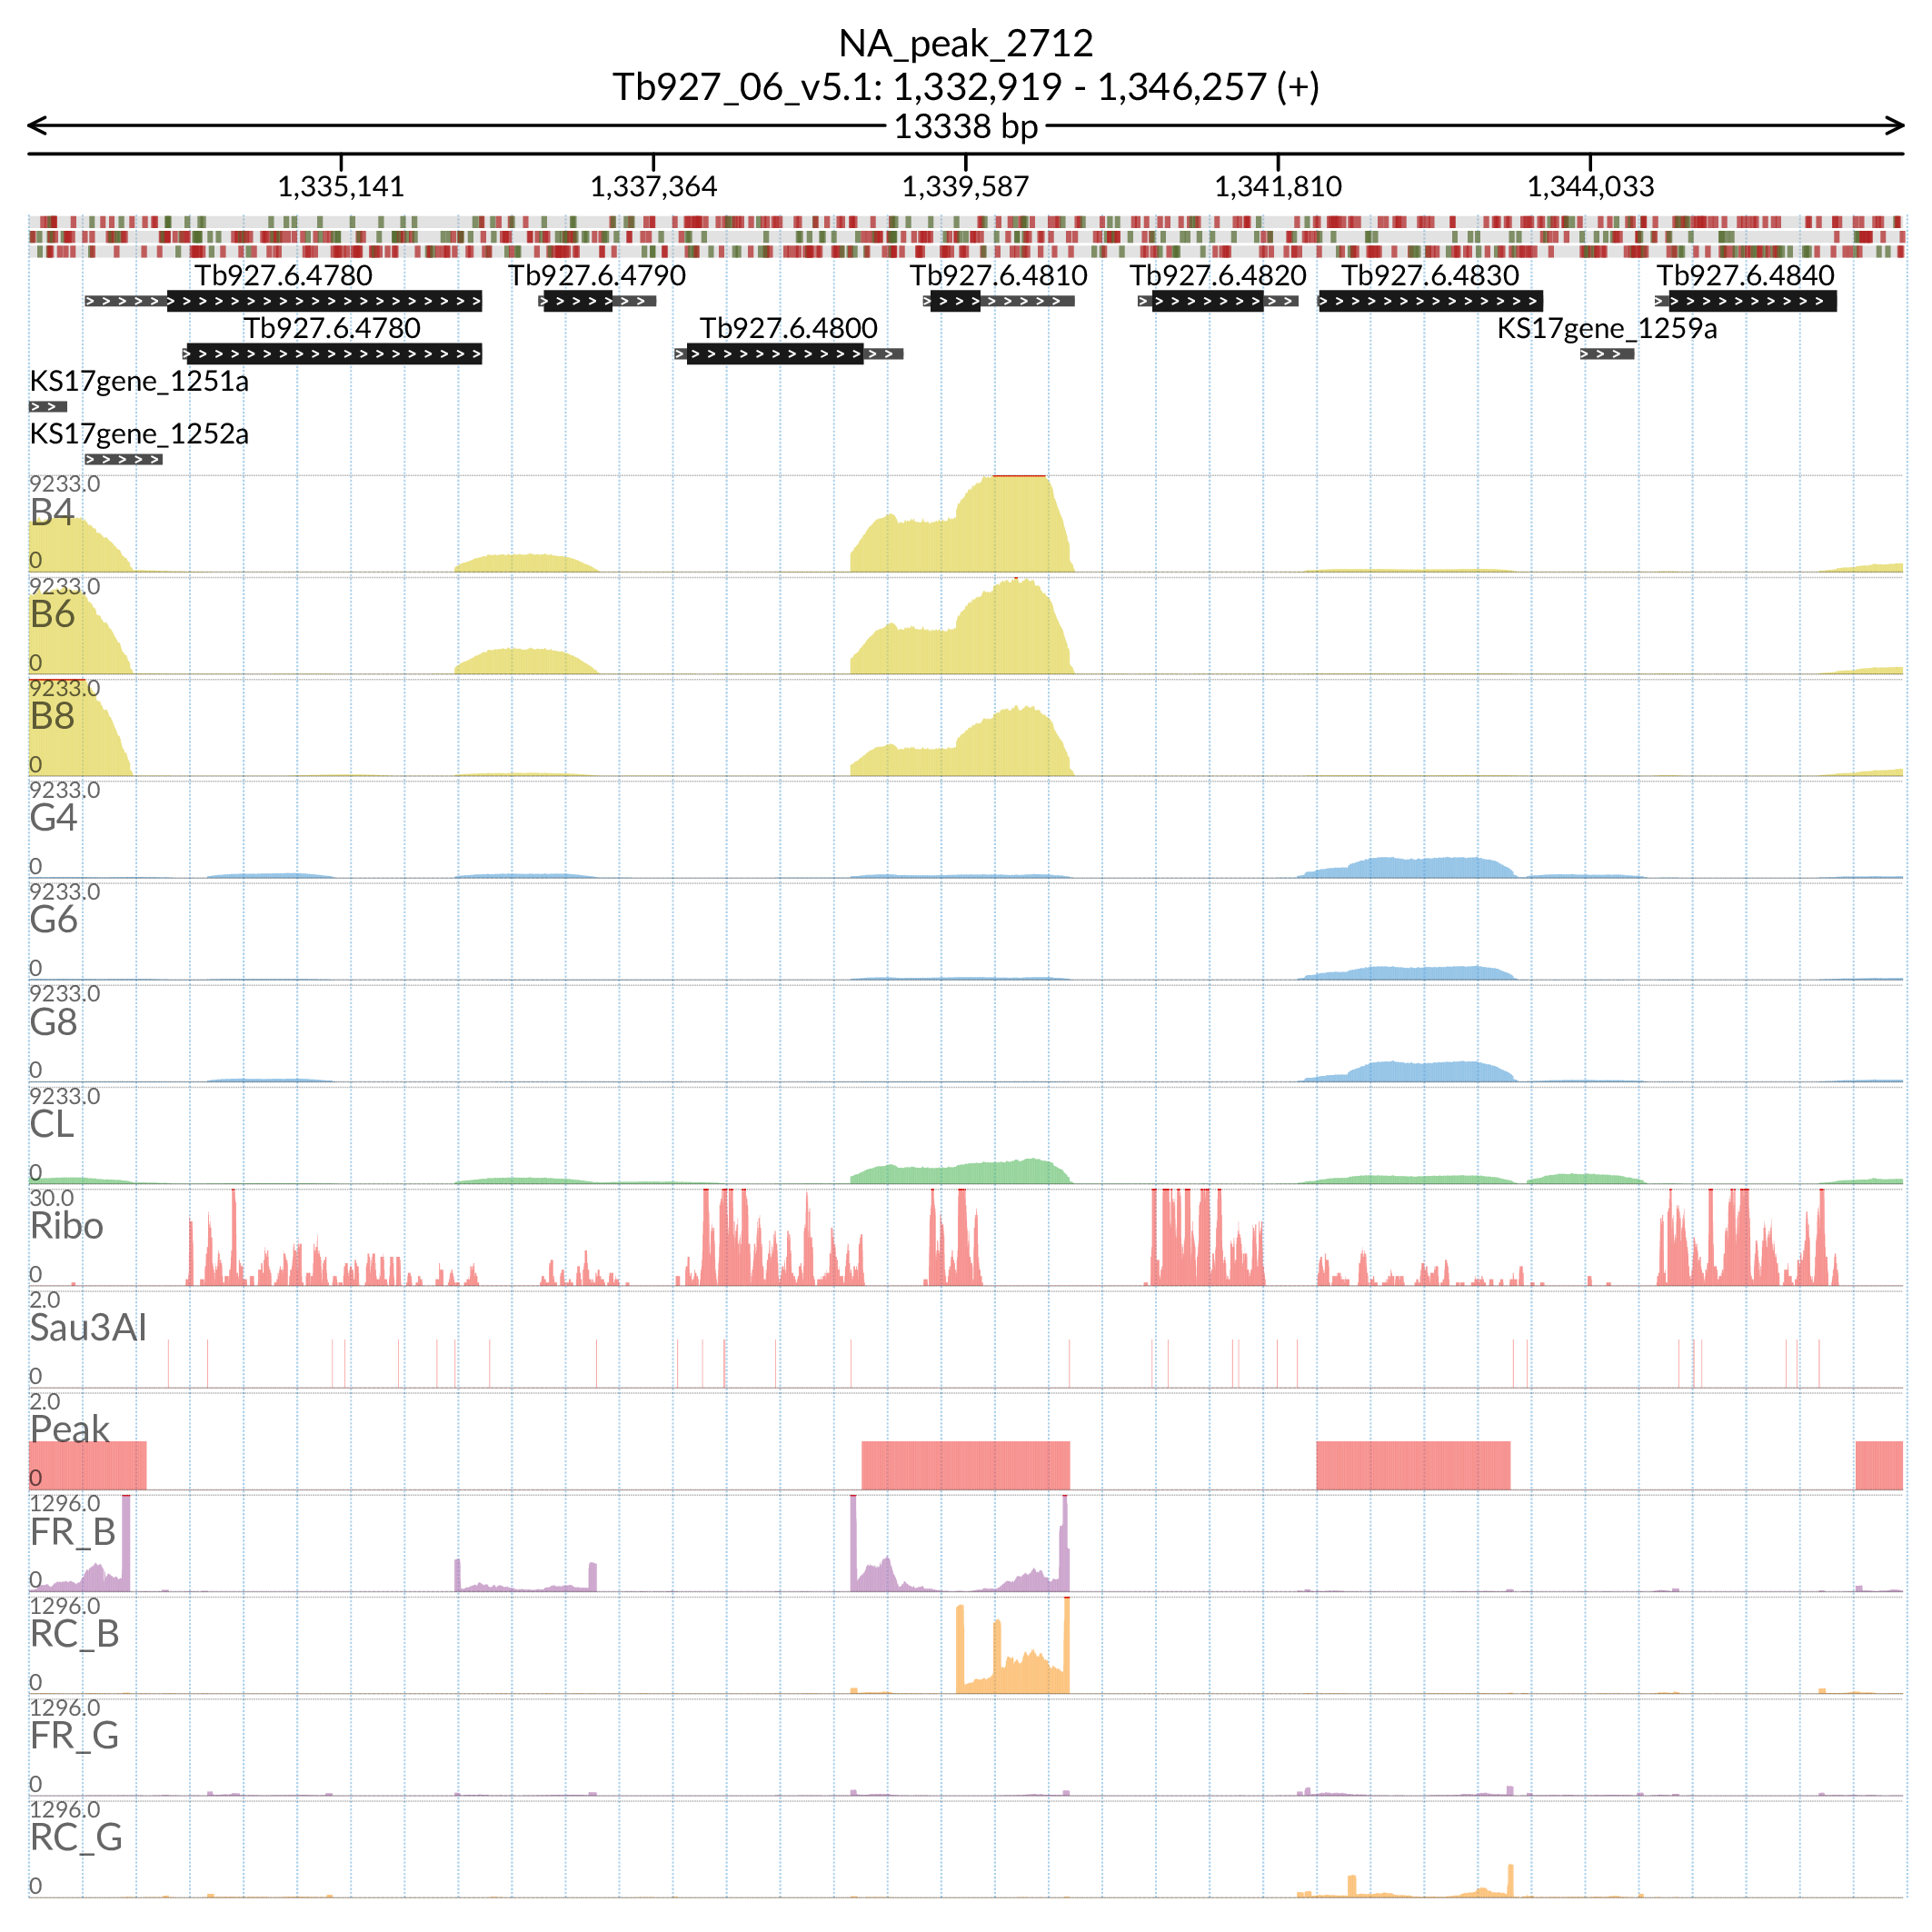 NA_peak_2712
Tb927_06_v5.1: 1,332,919 - 1,346,257 (+)
13338 bp
1,335,141 1,337,364 1,339,587 1,341,810 1,344,033
Tb927.6.4780 Tb927.6.4790 Tb927.6.4810 Tb927.6.4820 Tb927.6.4830 Tb927.6.4840
Tb927.6.4780 Tb927.6.4800 KS17gene_1259a
KS17gene_1251a
KS17gene_1252a
9233.0
B4
0
9233.0
B6
0
9233.0
B8
0
9233.0
G4
0
9233.0
G6
0
9233.0
G8
0
9233.0
CL
0
30.0
Ribo
0
2.0
Sau3AI
0
2.0
Peak
0
1296.0
FR_B
0
1296.0
RC_B
0
1296.0
FR_G
0
1296.0
RC_G
0